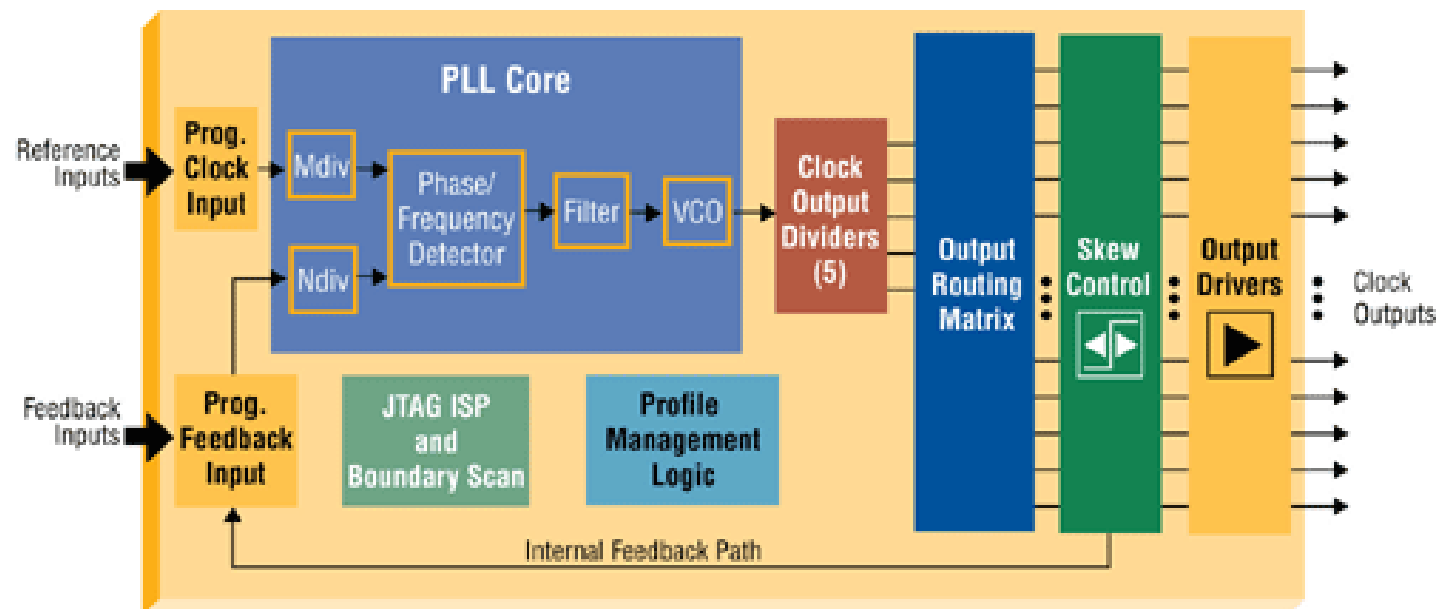 PLL Core
Reference
Inputs
Prog.
Clock
Input
Mdiv
Phase/
Frequency
Detector
Filter
VCO
Ndiv
Clock
Output
Dividers
(5)
Output
Routing
Matrix
Skew
Control
Output
Drivers
Clock
Outputs
Feedback
Inputs
Prog.
Feedback
Input
JTAG ISP
and
Boundary Scan
Profile
Management
Logic
Internal Feedback Path